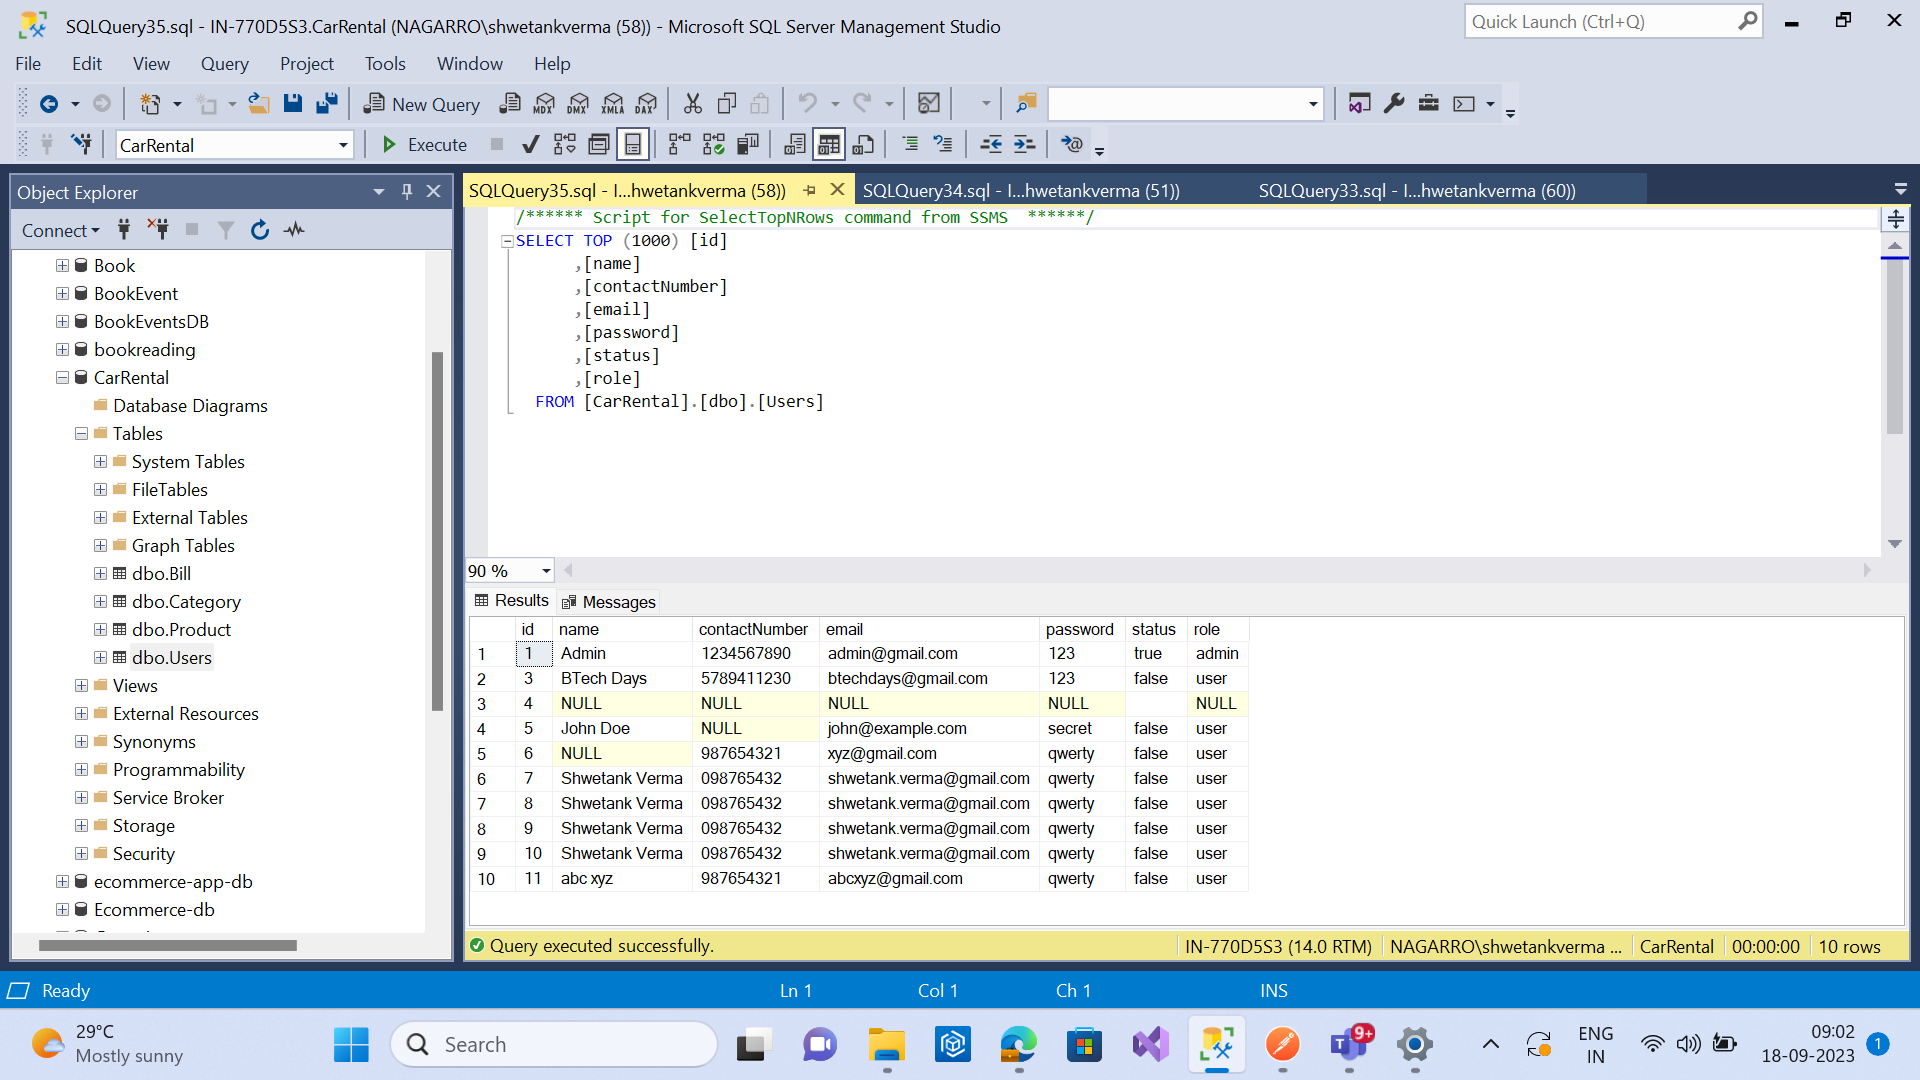 SQLQuery35.sql - IN-770D5S3.CarRental (NAGARRO\shwetankverma (58)) - Microsoft SQL Server Management Studio
Quick Launch (Ctrl+Q)
File Edit View Query Project Tools Window Help
New Query MDX DMX XMLA DAX
CarRental Execute
Object Explorer
Connect
Book
BookEvent
BookEventsDB
bookreading
CarRental
Database Diagrams
Tables
System Tables
FileTables
External Tables
Graph Tables
dbo.Bill
dbo.Category
dbo.Product
dbo.Users
Views
External Resources
Synonyms
Programmability
Service Broker
Storage
Security
ecommerce-app-db
Ecommerce-db
SQLQuery35.sql - I...hwetankverma (58)) SQLQuery34.sql - I...hwetankverma (51)) SQLQuery33.sql - I...hwetankverma (60))
/****** Script for SelectTopNRows command from SSMS  ******/
SELECT TOP (1000) [id]
,[name]
,[contactNumber]
,[email]
,[password]
,[status]
,[role]
FROM [CarRental].[dbo].[Users]
90 %
Results Messages
id name contactNumber email password status role
1 1 Admin 1234567890 admin@gmail.com 123 true admin
2 3 BTech Days 5789411230 btechdays@gmail.com 123 false user
3 4 NULL NULL NULL NULL NULL
4 5 John Doe NULL john@example.com secret false user
5 6 NULL 987654321 xyz@gmail.com qwerty false user
6 7 Shwetank Verma 098765432 shwetank.verma@gmail.com qwerty false user
7 8 Shwetank Verma 098765432 shwetank.verma@gmail.com qwerty false user
8 9 Shwetank Verma 098765432 shwetank.verma@gmail.com qwerty false user
9 10 Shwetank Verma 098765432 shwetank.verma@gmail.com qwerty false user
10 11 abc xyz 987654321 abcxyz@gmail.com qwerty false user
Query executed successfully. IN-770D5S3 (14.0 RTM) NAGARRO\shwetankverma ... CarRental 00:00:00 10 rows
Ready Ln 1 Col 1 Ch 1 INS
29°C
Mostly sunny
Search
9+
ENG
IN
09:02
18-09-2023
1